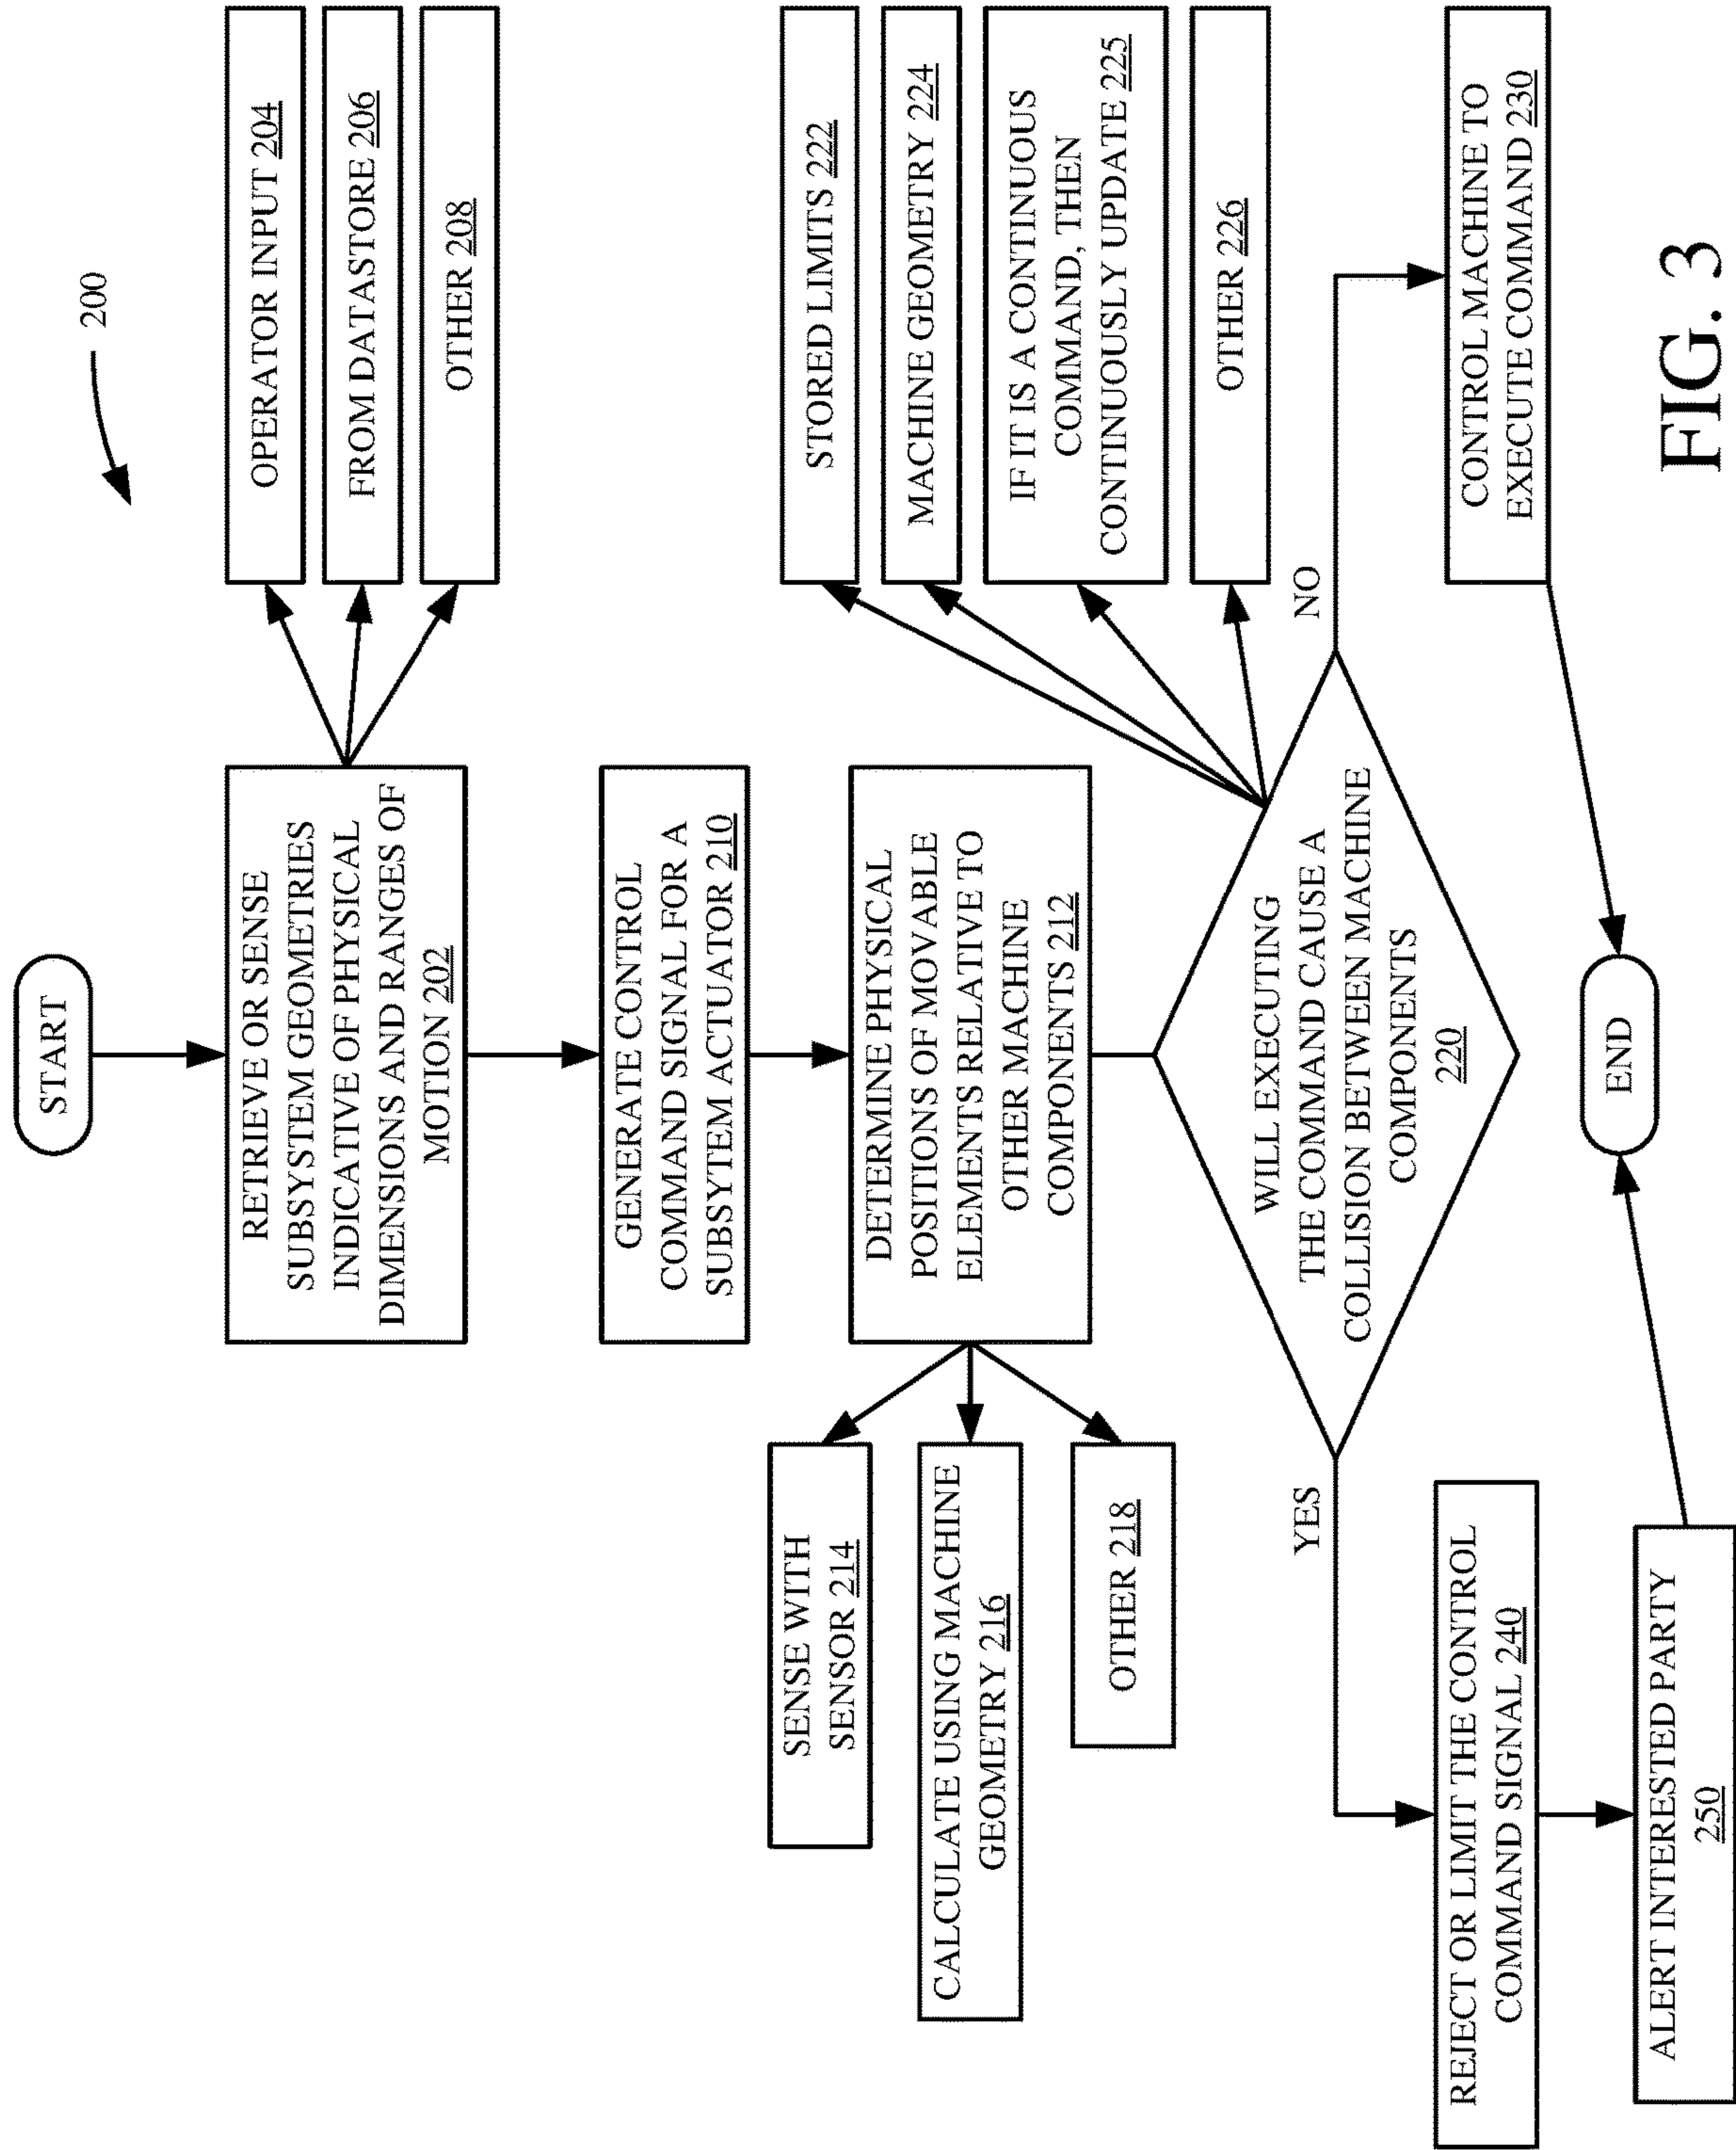 200
START
RETRIEVE OR SENSE
SUBSYSTEM GEOMETRIES
INDICATIVE OF PHYSICAL
DIMENSIONS AND RANGES OF
MOTION 202
OPERATOR INPUT 204
FROM DATASTORE 206
OTHER 208
GENERATE CONTROL
COMMAND SIGNAL FOR A
SUBSYTEM ACTUATOR 210
DETERMINE PHYSICAL
POSITIONS OF MOVABLE
ELEMENTS RELATIVE TO
OTHER MACHINE
COMPONENTS 212
SENSE WITH
SENSOR 214
CALCULATE USING MACHINE
GEOMETRY 216
OTHER 218
STORED LIMITS 222
MACHINE GEOMETRY 224
IF IT IS A CONTINUOUS
COMMAND, THEN
CONTINUOUSLY UPDATE 225
OTHER 226
WILL EXECUTING
THE COMMAND CAUSE A
COLLISION BETWEEN MACHINE
COMPONENTS
220
YES
NO
REJECT OR LIMIT THE CONTROL
COMMAND SIGNAL 240
CONTROL MACHINE TO
EXECUTE COMMAND 230
ALERT INTERESTED PARTY
250
END
FIG. 3